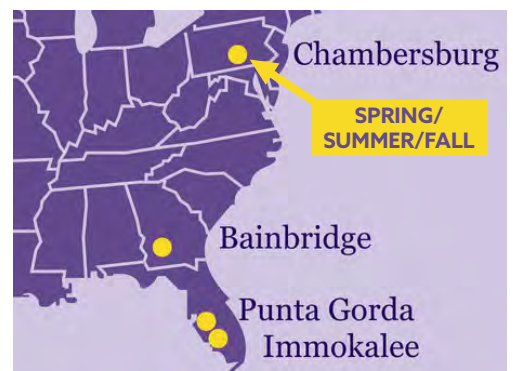 Chambersburg
SPRING/
SUMMER/FALL
Bainbridge
Punta Gorda
Immokalee